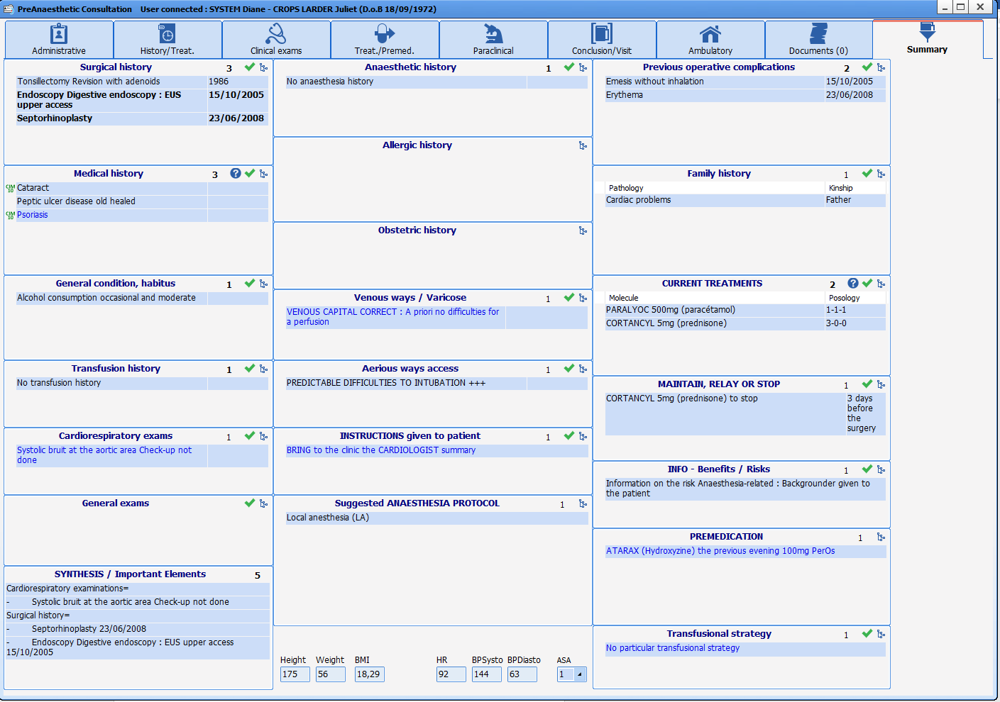 PreAnaesthetic Consultation User connected : SYSTEM Diane - CROPS LARDER Juliet (D.o.B 18/09/1972)
Administrative History/Treat. Clinical exams Treat./Premed. Paraclinical Conclusion/Visit Ambulatory Documents (0) Summary
Surgical history 3
Tonsillectomy Revision with adenoids 1986
Endoscopy Digestive endoscopy : EUS 15/10/2005
upper access
Septorhinoplasty 23/06/2008
Medical history 3
CIM 10 Cataract
Peptic ulcer disease old healed
CIM 10 Psoriasis
General condition, habitus 1
Alcohol consumption occasional and moderate
Transfusion history 1
No transfusion history
Cardiorespiratory exams 1
Systolic bruit at the aortic area Check-up not
done
General exams
SYNTHESIS / Important Elements 5
Cardiorespiratory examinations=
- Systolic bruit at the aortic area Check-up not done
Surgical history=
- Septorhinoplasty 23/06/2008
- Endoscopy Digestive endoscopy : EUS upper access
15/10/2005
Anaesthetic history 1
No anaesthesia history
Allergic history
Obstetric history
Venous ways / Varicose 1
VENOUS CAPITAL CORRECT : A priori no difficulties for
a perfusion
Aerious ways access 1
PREDICTABLE DIFFICULTIES TO INTUBATION +++
INSTRUCTIONS given to patient 1
BRING to the clinic the CARDIOLOGIST summary
Suggested ANAESTHESIA PROTOCOL 1
Local anesthesia (LA)
Height Weight BMI HR BPSysto BPDiasto ASA
175 56 18,29 92 144 63 1
Previous operative complications 2
Emesis without inhalation 15/10/2005
Erythema 23/06/2008
Family history 1
Pathology Kinship
Cardiac problems Father
CURRENT TREATMENTS 2
Molecule Posology
PARALYOC 500mg (paracétamol) 1-1-1
CORTANCYL 5mg (prednisone) 3-0-0
MAINTAIN, RELAY OR STOP 1
CORTANCYL 5mg (prednisone) to stop 3 days
before
the
surgery
INFO - Benefits / Risks 1
Information on the risk Anaesthesia-related : Backgrounder given to
the patient
PREMEDICATION 1
ATARAX (Hydroxyzine) the previous evening 100mg PerOs
Transfusional strategy 1
No particular transfusional strategy